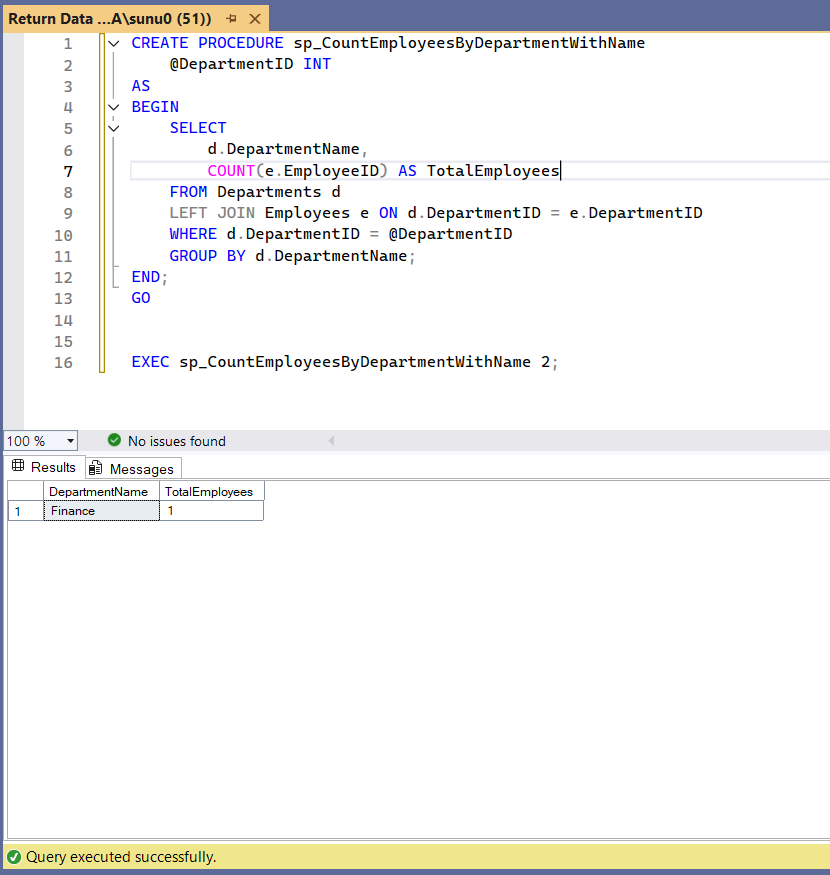 Return Data ...A\sunu0 (51))
1 CREATE PROCEDURE sp_CountEmployeesByDepartmentWithName
2 @DepartmentID INT
3 AS
4 BEGIN
5 SELECT
6 d.DepartmentName,
7 COUNT(e.EmployeeID) AS TotalEmployees
8 FROM Departments d
9 LEFT JOIN Employees e ON d.DepartmentID = e.DepartmentID
10 WHERE d.DepartmentID = @DepartmentID
11 GROUP BY d.DepartmentName;
12 END;
13 GO
14
15
16 EXEC sp_CountEmployeesByDepartmentWithName 2;
100 % No issues found
Results Messages
DepartmentName TotalEmployees
1 Finance 1
Query executed successfully.